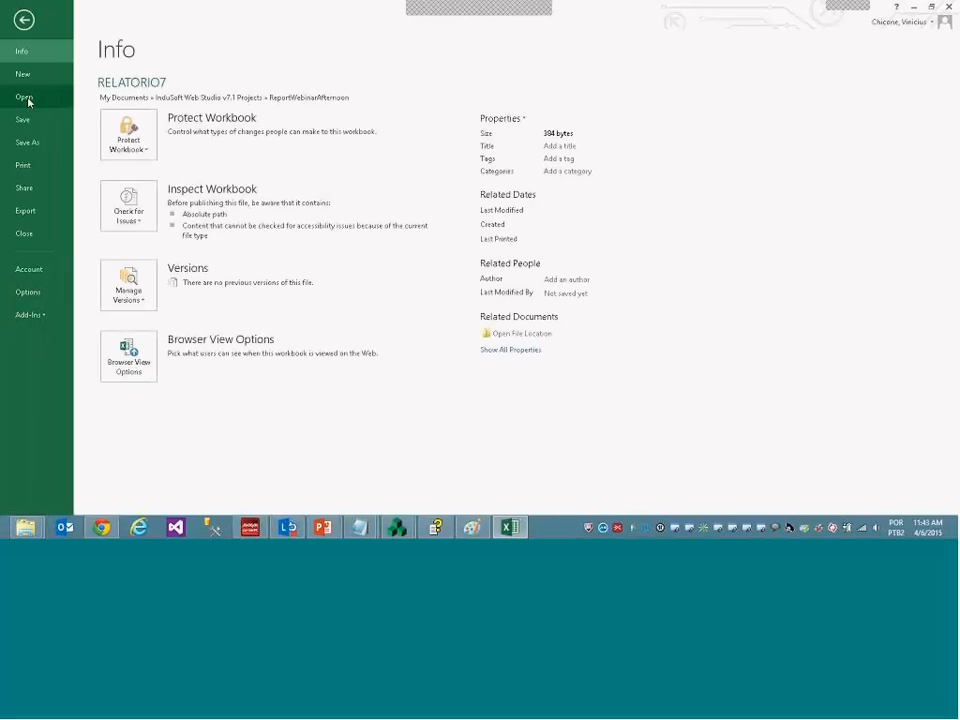 ?
Chicone, Vinicius
Info
New
Open
Save
Save As
Print
Share
Export
Close
Account
Options
Add-Ins
Info
RELATORIO7
My Documents » InduSoft Web Studio v7.1 Projects » ReportWebinarAfternoon
Protect Workbook
Protect Workbook
Control what types of changes people can make to this workbook.
Check for Issues
Inspect Workbook
Before publishing this file, be aware that it contains:
Absolute path
Content that cannot be checked for accessibility issues because of the current
file type
Manage Versions
Versions
There are no previous versions of this file.
Browser View Options
Browser View Options
Pick what users can see when this workbook is viewed on the Web.
Properties
Size 384 bytes
Title Add a title
Tags Add a tag
Categories Add a category
Related Dates
Last Modified
Created
Last Printed
Related People
Author Add an author
Last Modified By Not saved yet
Related Documents
Open File Location
Show All Properties
POR 11:43 AM
PTB2 4/6/2015